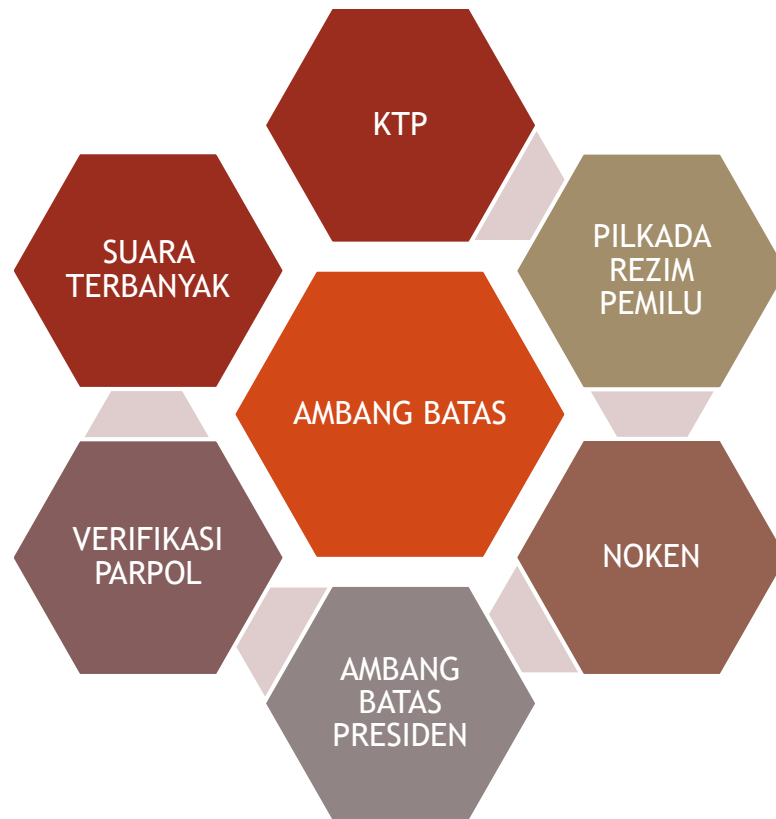 KTP
PILKADA
REZIM
PEMILU
NOKEN
AMBANG
BATAS
PRESIDEN
VERIFIKASI
PARPOL
SUARA
TERBANYAK
AMBANG BATAS